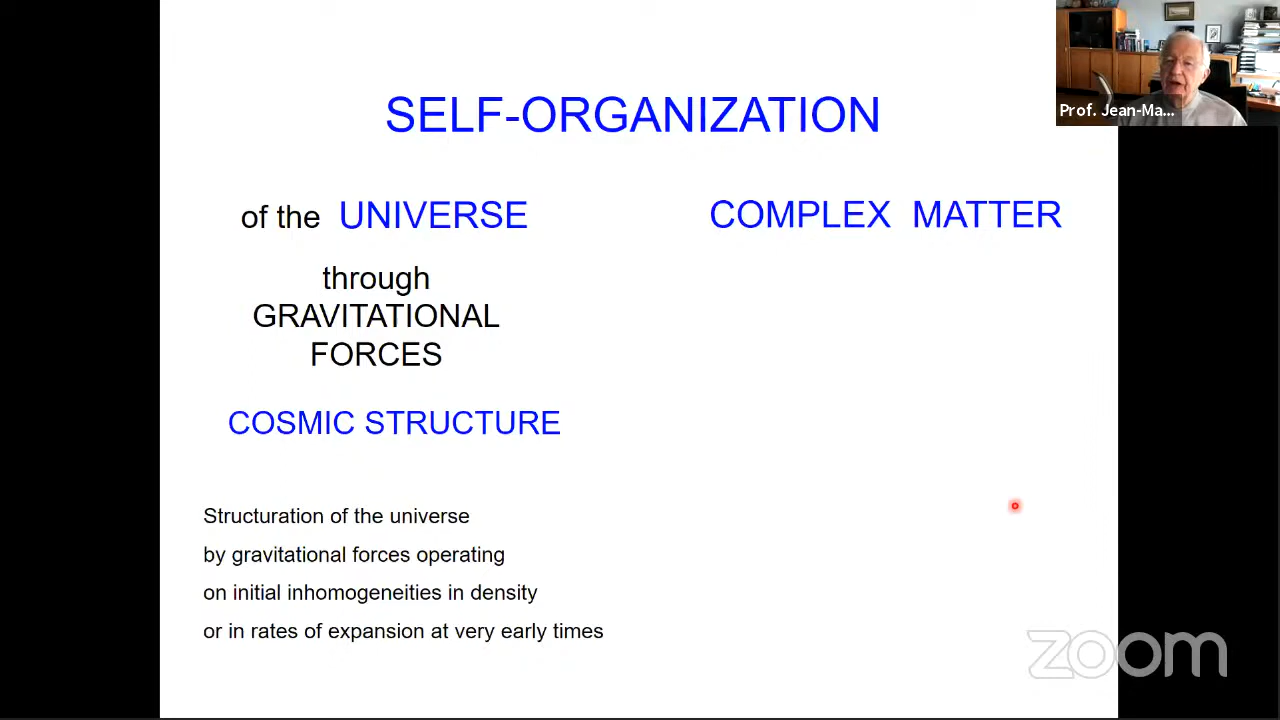 SELF-ORGANIZATION
of the UNIVERSE
COMPLEX MATTER
through
GRAVITATIONAL
FORCES
COSMIC STRUCTURE
Structuration of the universe
by gravitational forces operating
on initial inhomogeneities in density
or in rates of expansion at very early times
Prof. Jean-Ma...
zoom